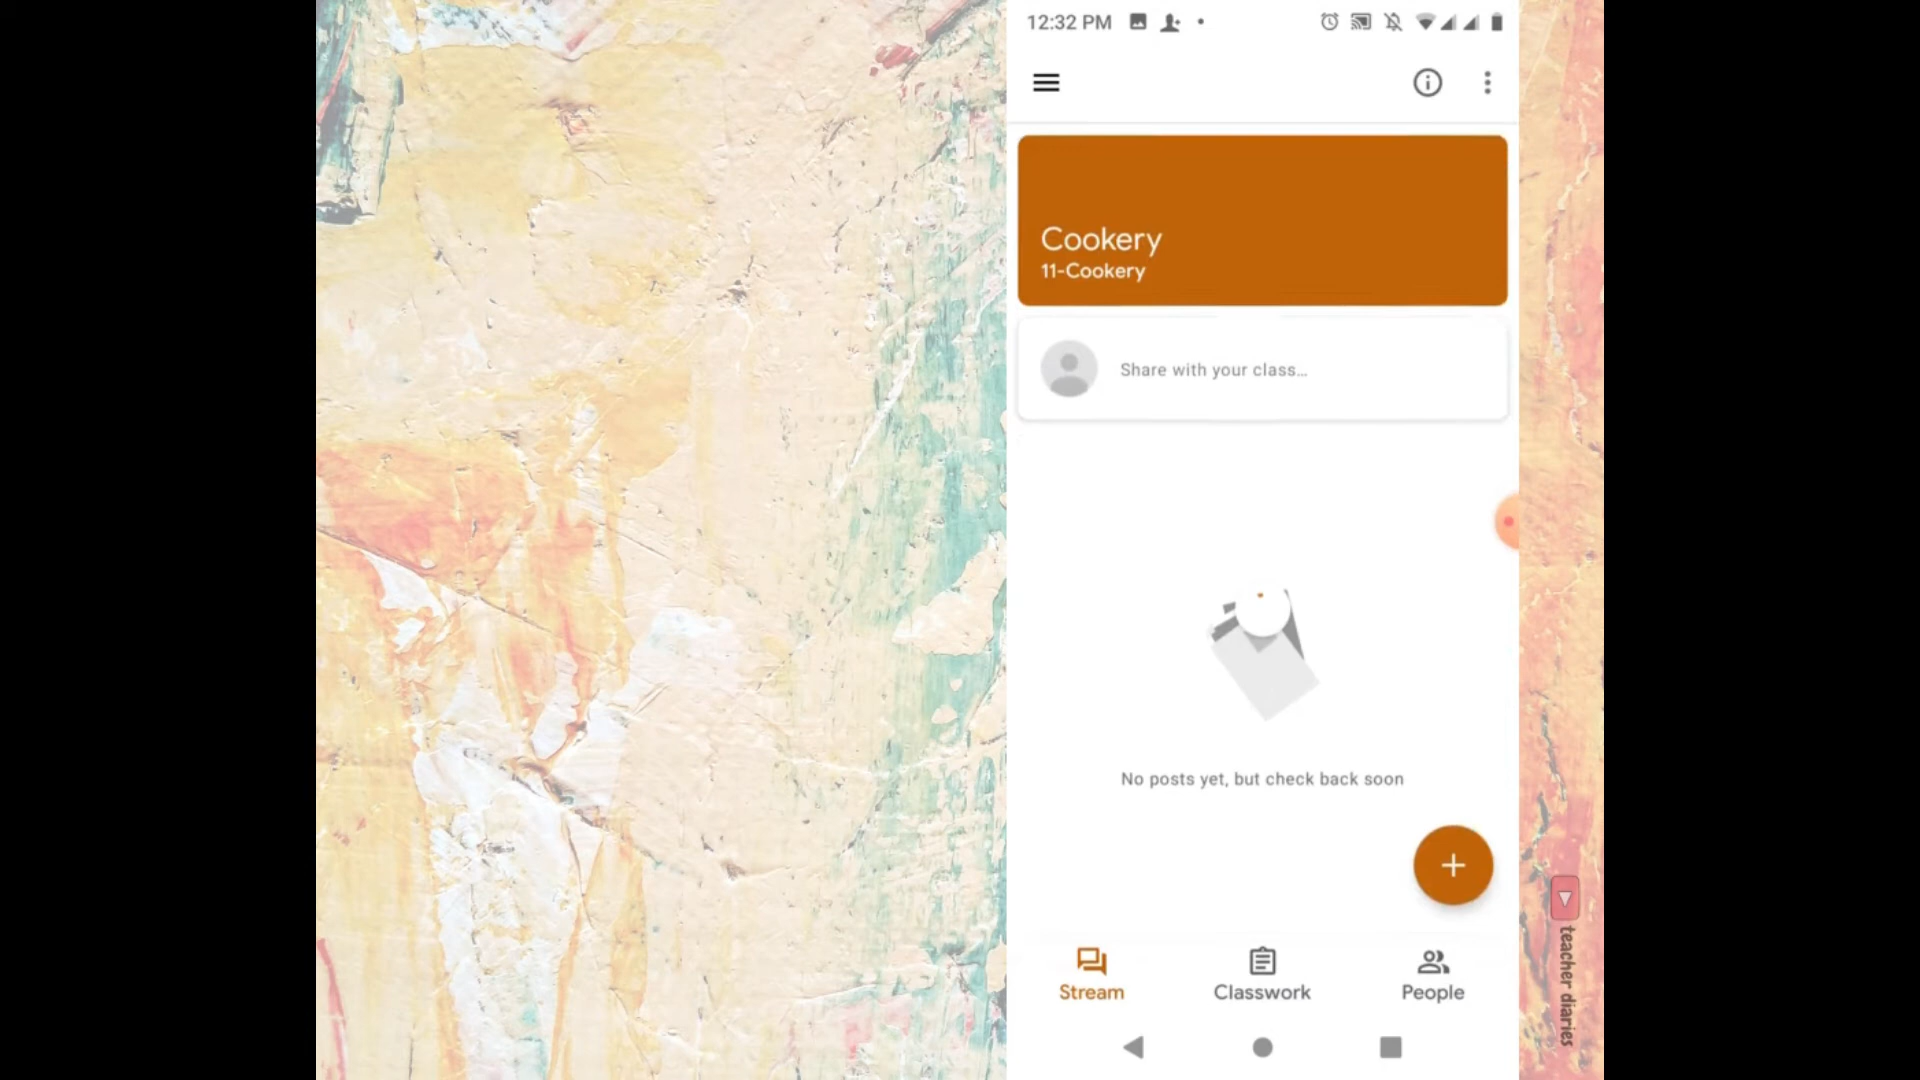 12:32 PM
Cookery
11-Cookery
Share with your class...
No posts yet, but check back soon
Stream
Classwork
People
teacher diaries